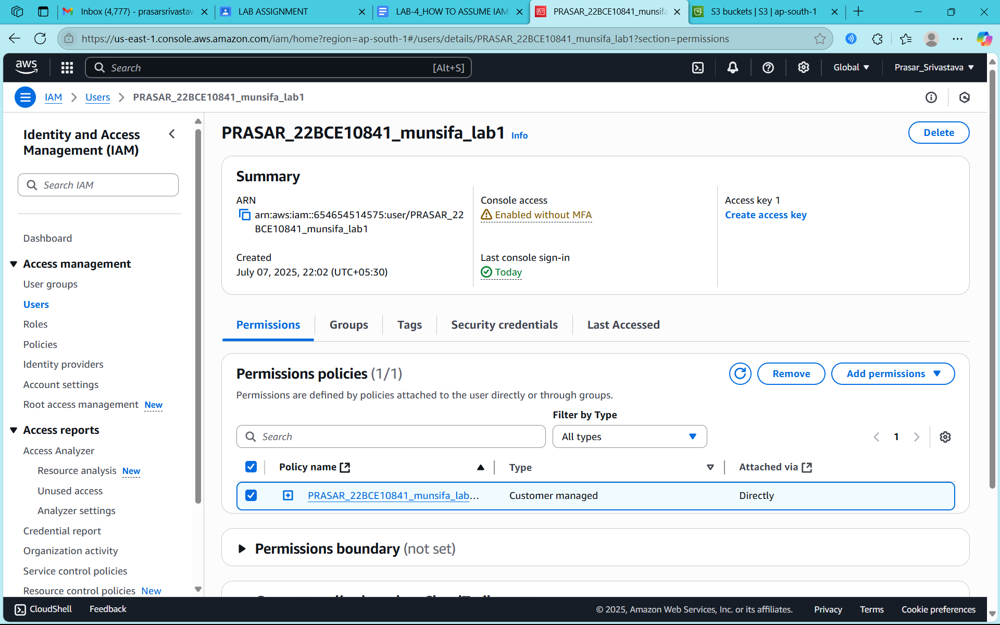 Inbox (4,777) - prasarsrivastav
LAB ASSIGNMENT
LAB-4_HOW TO ASSUME IAM
PRASAR_22BCE10841_munsifa
S3 buckets | S3 | ap-south-1
https://us-east-1.console.aws.amazon.com/iam/home?region=ap-south-1#/users/details/PRASAR_22BCE10841_munsifa_lab1?section=permissions
aws
Search
[Alt+S]
Global
Prasar_Srivastava
IAM
Users
PRASAR_22BCE10841_munsifa_lab1
Identity and Access
Management (IAM)
Search IAM
Dashboard
Access management
User groups
Users
Roles
Policies
Identity providers
Account settings
Root access management New
Access reports
Access Analyzer
Resource analysis New
Unused access
Analyzer settings
Credential report
Organization activity
Service control policies
Resource control policies New
PRASAR_22BCE10841_munsifa_lab1 Info
Delete
Summary
ARN
arn:aws:iam::654654514575:user/PRASAR_22
BCE10841_munsifa_lab1
Console access
Enabled without MFA
Access key 1
Create access key
Created
July 07, 2025, 22:02 (UTC+05:30)
Last console sign-in
Today
Permissions
Groups
Tags
Security credentials
Last Accessed
Permissions policies (1/1)
Remove
Add permissions
Permissions are defined by policies attached to the user directly or through groups.
Filter by Type
Search
All types
1
Policy name
Type
Attached via
PRASAR_22BCE10841_munsifa_lab...
Customer managed
Directly
Permissions boundary (not set)
CloudShell
Feedback
© 2025, Amazon Web Services, Inc. or its affiliates.
Privacy
Terms
Cookie preferences